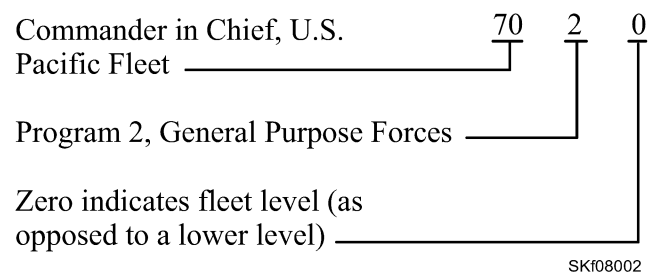 Commander in Chief, U.S. 70 2 0
Pacific Fleet
Program 2, General Purpose Forces
Zero indicates fleet level (as
opposed to a lower level)
SKf08002